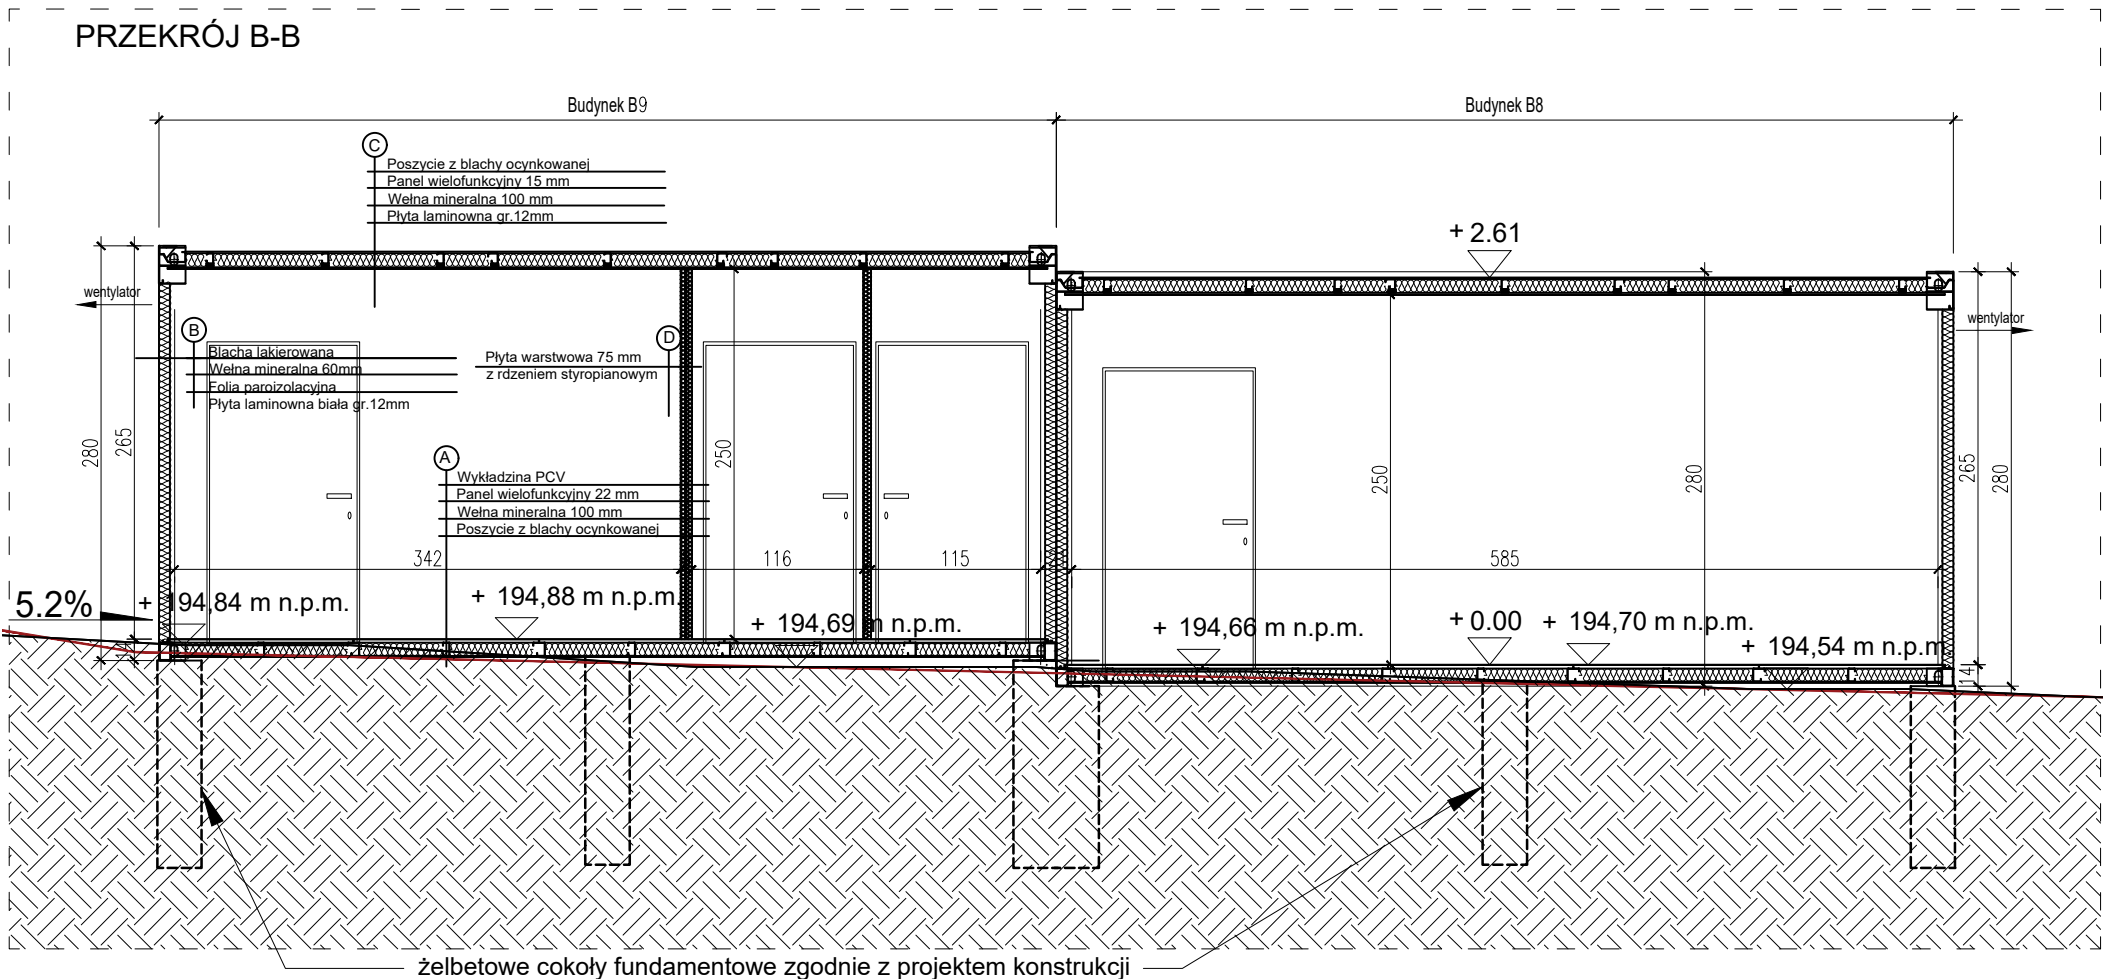 PRZEKRÓJ B-B
Budynek B9
Budynek B8
C
Poszycie z blachy ocynkowanej
Panel wielofunkcyjny 15 mm
Wełna mineralna 100 mm
Płyta laminowna gr.12mm
+ 2.61
wentylator
wentylator
B
Blacha lakierowana
Wełna mineralna 60mm
Folia paroizolacyjna
Płyta laminowna biała gr.12mm
D
Płyta warstwowa 75 mm
z rdzeniem styropianowym
280
265
250
250
280
265
280
A
Wykładzina PCV
Panel wielofunkcyjny 22 mm
Wełna mineralna 100 mm
Poszycie z blachy ocynkowanej
342
116
115
585
5.2%
+ 194,84 m n.p.m.
+ 194,88 m n.p.m.
+ 194,69 m n.p.m.
+ 194,66 m n.p.m.
+ 0.00
+ 194,70 m n.p.m.
+ 194,54 m n.p.m
14
żelbetowe cokoły fundamentowe zgodnie z projektem konstrukcji